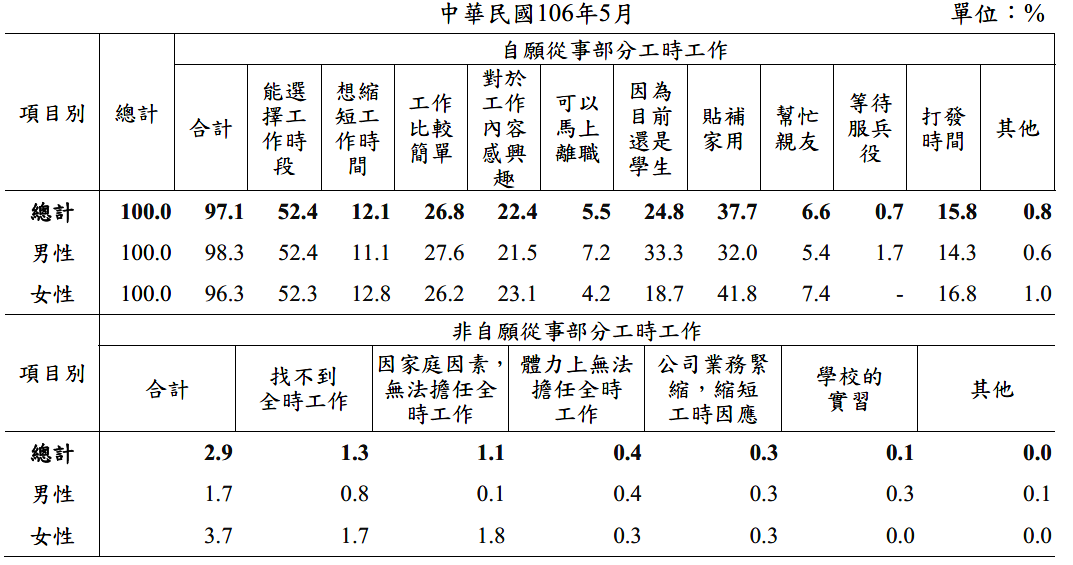 中華民國106年5月 單位：%
項目別 總計 自願從事部分工時工作
合計 能選擇工作時段 想縮短工作時間 工作比較簡單 對於工作內容感興趣 可以馬上離職 因為目前還是學生 貼補家用 幫忙親友 等待服兵役 打發時間 其他
總計 100.0 97.1 52.4 12.1 26.8 22.4 5.5 24.8 37.7 6.6 0.7 15.8 0.8
男性 100.0 98.3 52.4 11.1 27.6 21.5 7.2 33.3 32.0 5.4 1.7 14.3 0.6
女性 100.0 96.3 52.3 12.8 26.2 23.1 4.2 18.7 41.8 7.4 - 16.8 1.0
項目別 非自願從事部分工時工作
合計 找不到全時工作 因家庭因素，無法擔任全時工作 體力上無法擔任全時工作 公司業務緊縮，縮短工時因應 學校的實習 其他
總計 2.9 1.3 1.1 0.4 0.3 0.1 0.0
男性 1.7 0.8 0.1 0.4 0.3 0.3 0.1
女性 3.7 1.7 1.8 0.3 0.3 0.0 0.0